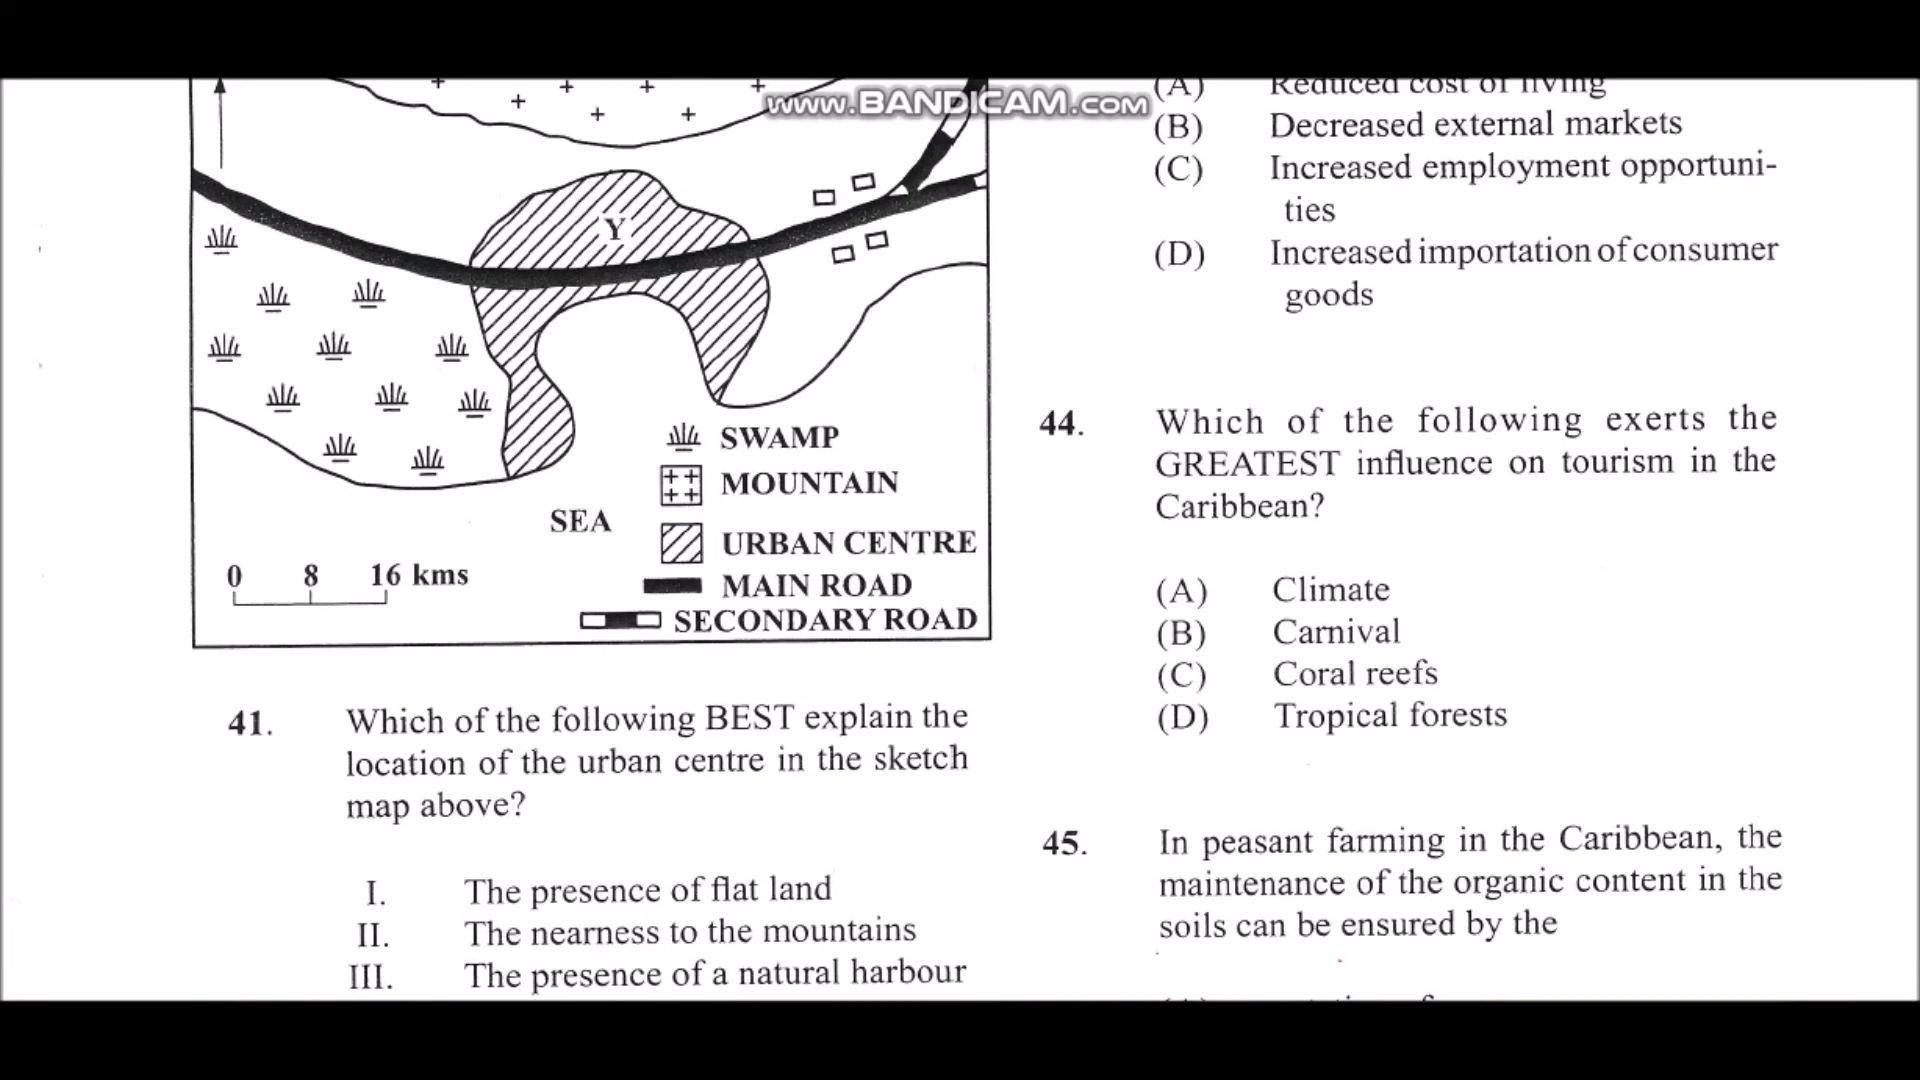 www.BANDICAM.com
Y
SWAMP
MOUNTAIN
SEA
URBAN CENTRE
0 8 16 kms
MAIN ROAD
SECONDARY ROAD
41. Which of the following BEST explain the
location of the urban centre in the sketch
map above?
I. The presence of flat land
II. The nearness to the mountains
III. The presence of a natural harbour
(A) Reduced cost of living
(B) Decreased external markets
(C) Increased employment opportuni-
ties
(D) Increased importation of consumer
goods
44. Which of the following exerts the
GREATEST influence on tourism in the
Caribbean?
(A) Climate
(B) Carnival
(C) Coral reefs
(D) Tropical forests
45. In peasant farming in the Caribbean, the
maintenance of the organic content in the
soils can be ensured by the